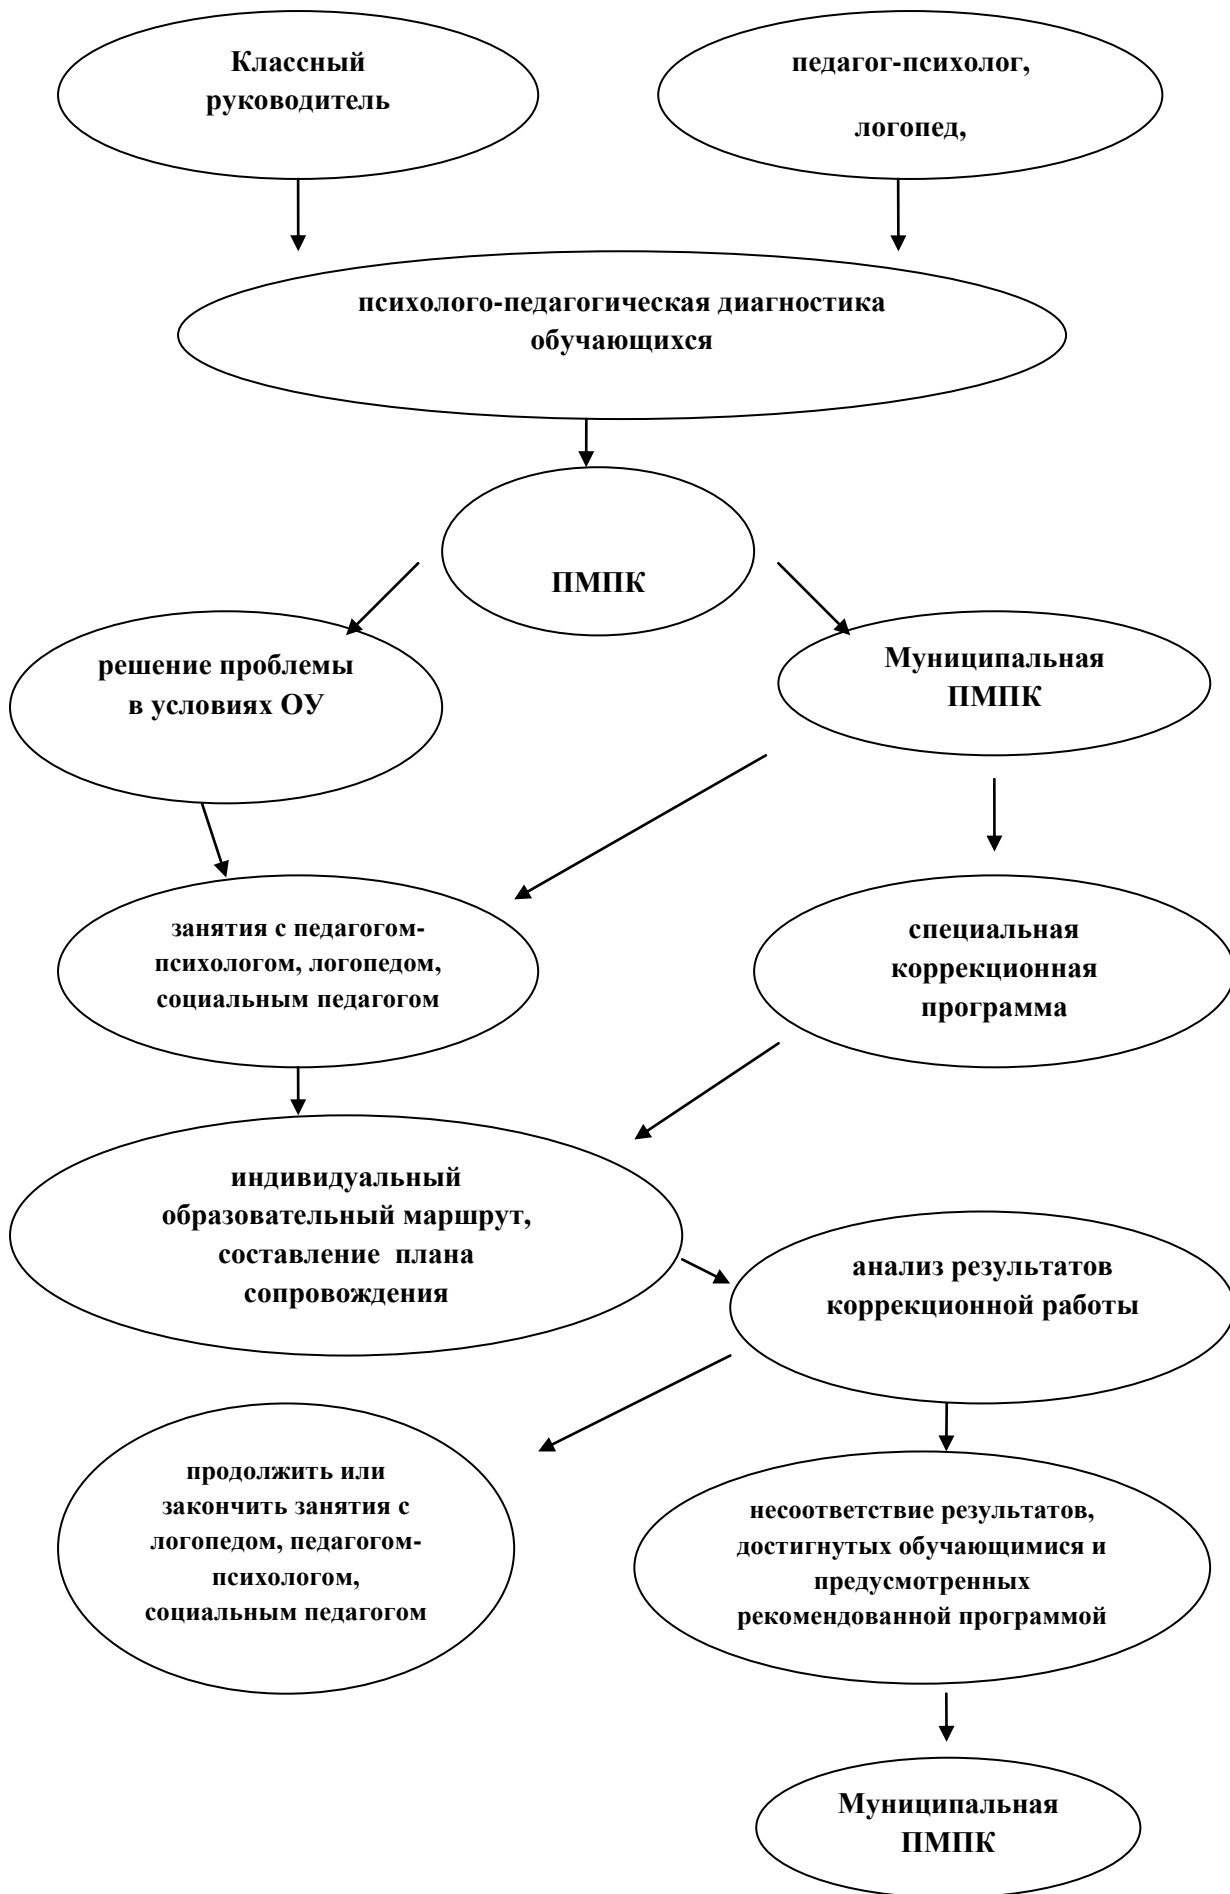 Классный
руководитель
педагог-психолог,
логопед,
психолого-педагогическая диагностика
обучающихся
ПМПК
решение проблемы
в условиях ОУ
Муниципальная
ПМПК
занятия с педагогом-
психологом, логопедом,
социальным педагогом
специальная
коррекционная
программа
индивидуальный
образовательный маршрут,
составление плана
сопровождения
анализ результатов
коррекционной работы
продолжить или
закончить занятия с
логопедом, педагогом-
психологом,
социальным педагогом
несоответствие результатов,
достигнутых обучающимися и
предусмотренных
рекомендованной программой
Муниципальная
ПМПК